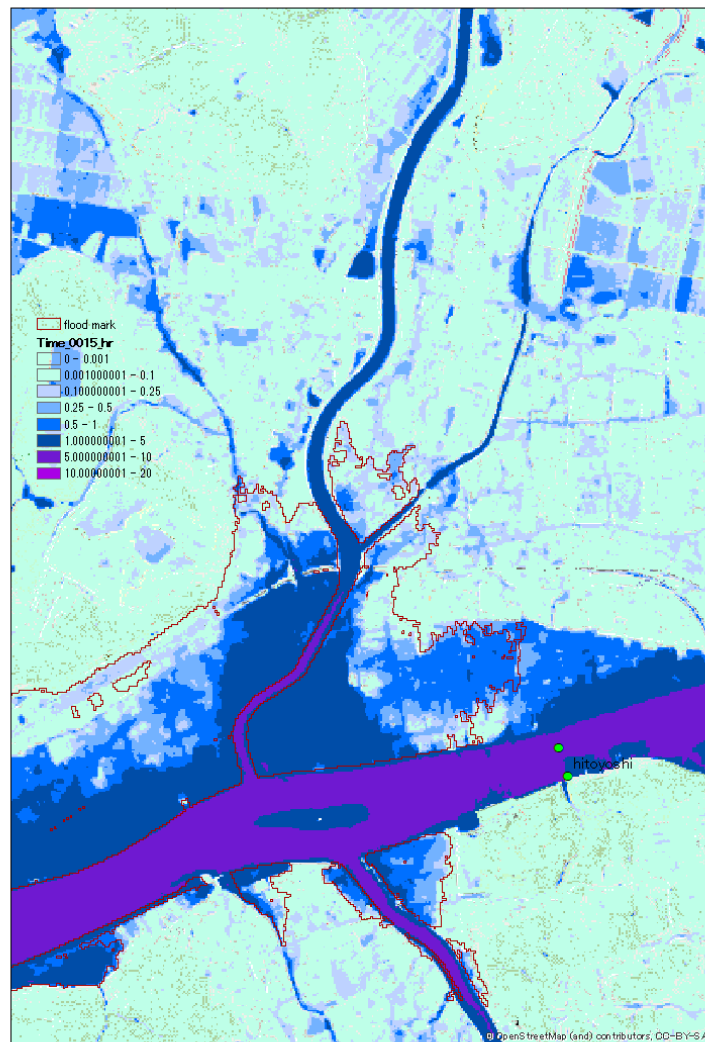 flood mark
Time_0015_hr
0 - 0.001
0.001000001 - 0.1
0.100000001 - 0.25
0.25 - 0.5
0.5 - 1
1.000000001 - 5
5.000000001 - 10
10.00000001 - 20
hitoyoshi
OpenStreetMap (and) contributors, CC-BY-SA